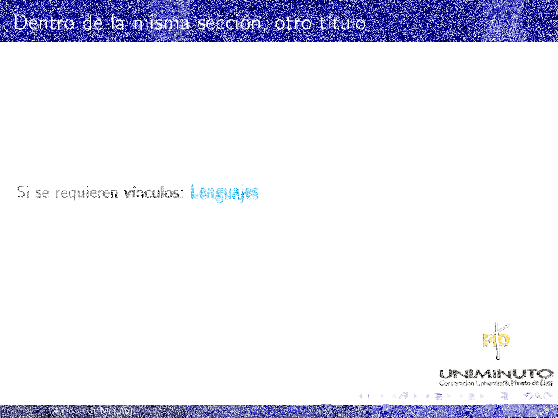 Dentro de la misma sección, otro título
Si se requieren vínculos: Lenguajes
UNIMINUTO
Corporación Universitaria Minuto de Dios